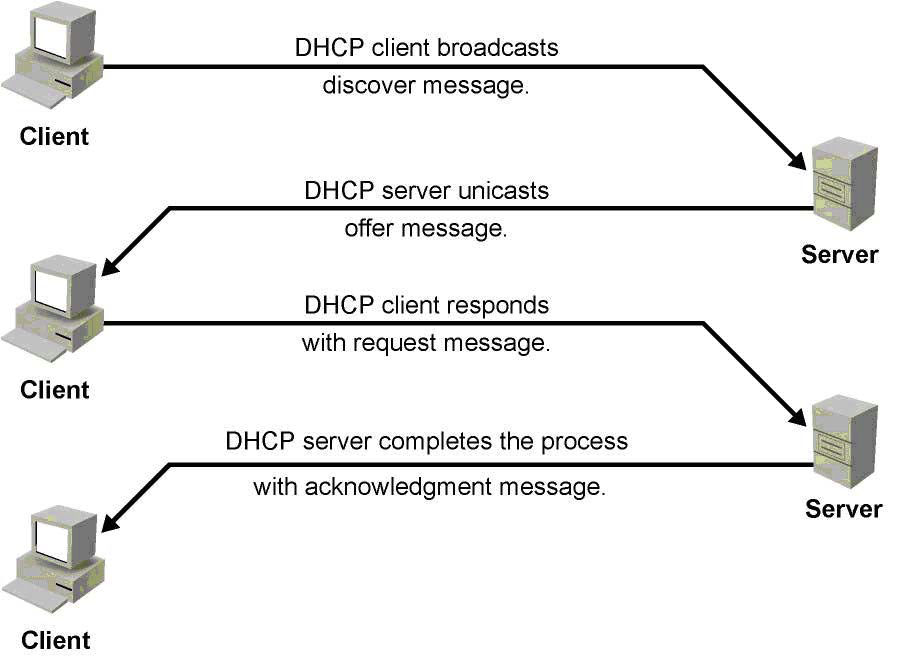 DHCP client broadcasts
discover message.
Client
DHCP server unicasts
offer message.
Server
DHCP client responds
with request message.
Client
DHCP server completes the process
with acknowledgment message.
Server
Client